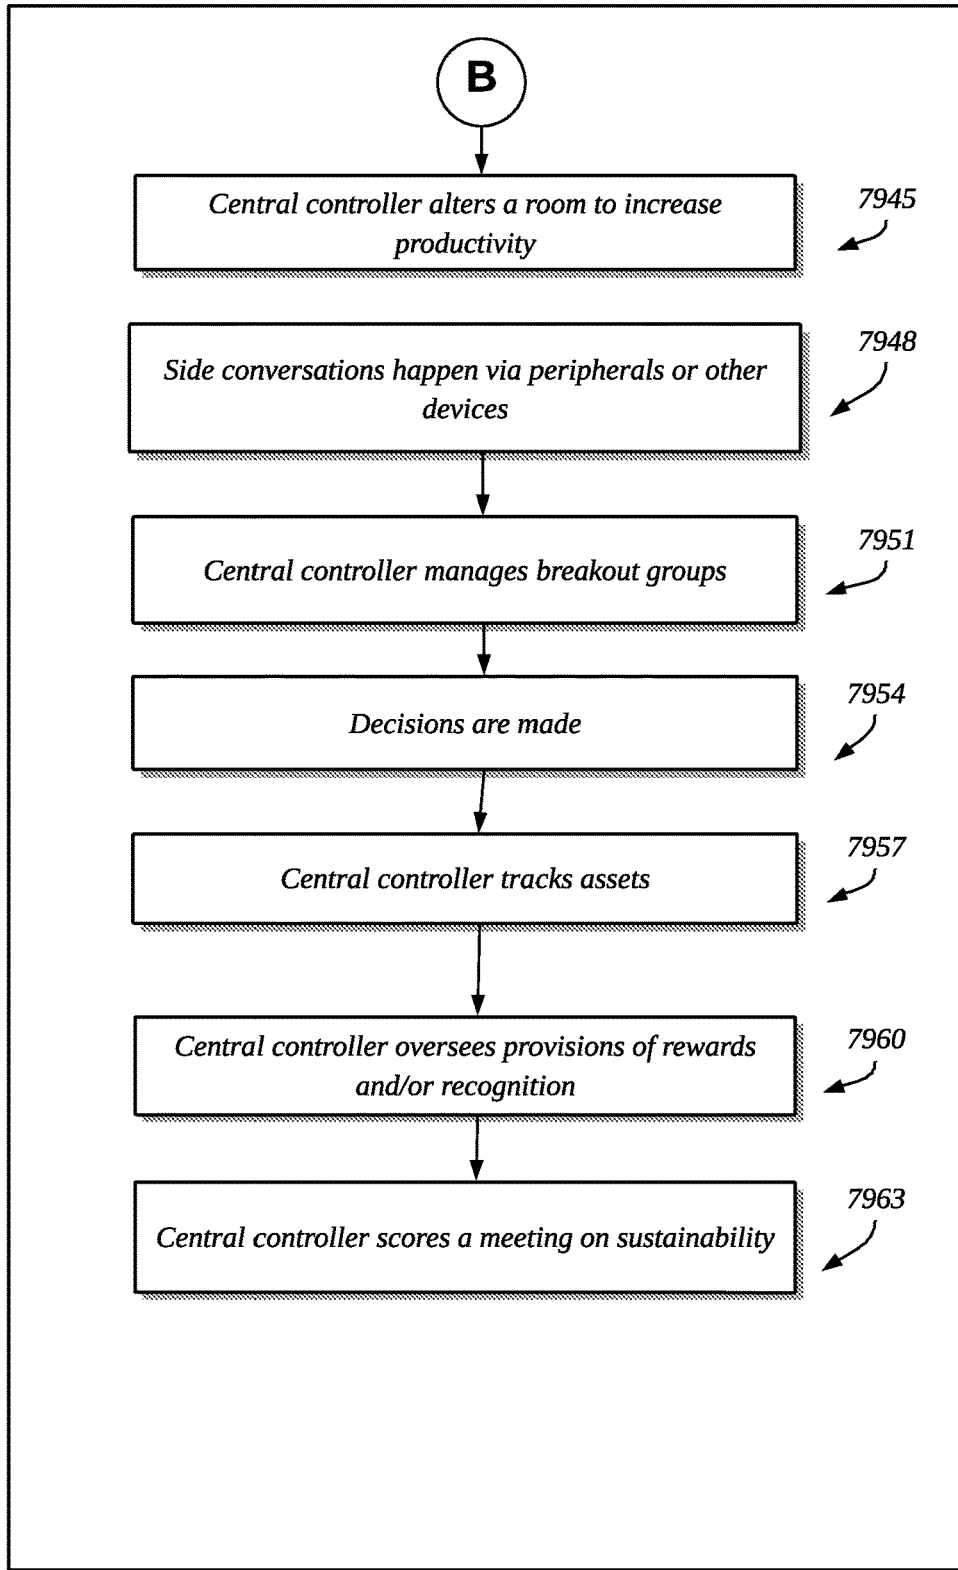 B
Central controller alters a room to increase
productivity
7945
Side conversations happen via peripherals or other
devices
7948
Central controller manages breakout groups
7951
Decisions are made
7954
Central controller tracks assets
7957
Central controller oversees provisions of rewards
and/or recognition
7960
Central controller scores a meeting on sustainability
7963